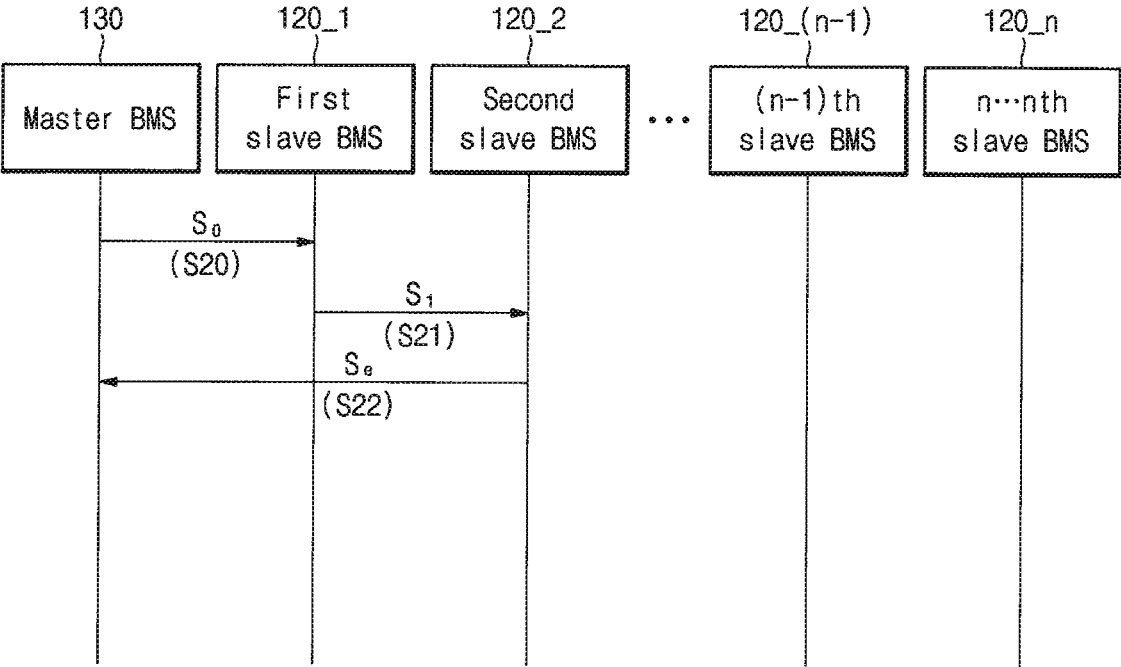 130
120_1
120_2
120_(n-1)
120_n
Master BMS
First
slave BMS
Second
slave BMS
•••
(n-1)th
slave BMS
n···nth
slave BMS
S₀
(S20)
S₁
(S21)
Sₑ
(S22)